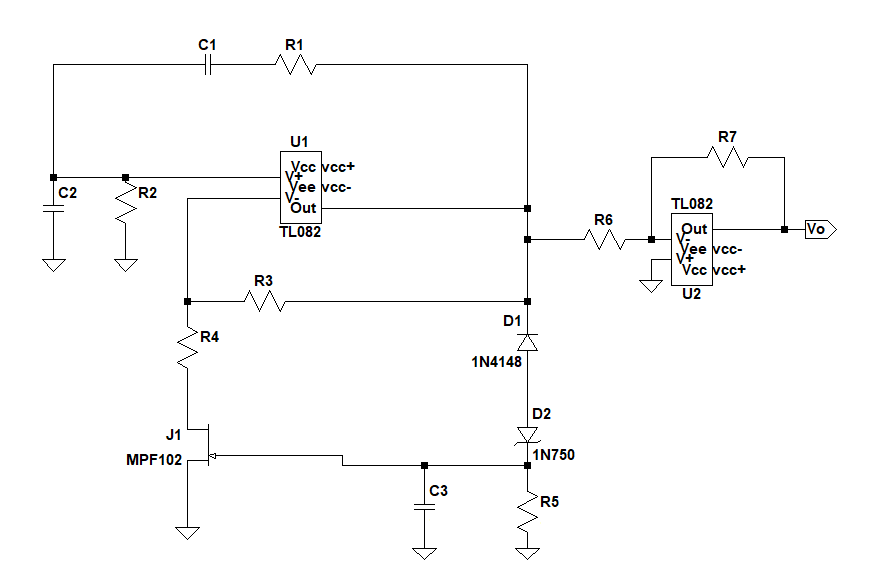 C1
R1
U1
Vcc vcc+
V+
Vee vcc-
V-
Out
TL082
C2
R2
R7
R6
TL082
Out
V-
Vee vcc-
V+
Vcc vcc+
U2
Vo
R3
R4
D1
1N4148
J1
MPF102
D2
1N750
C3
R5